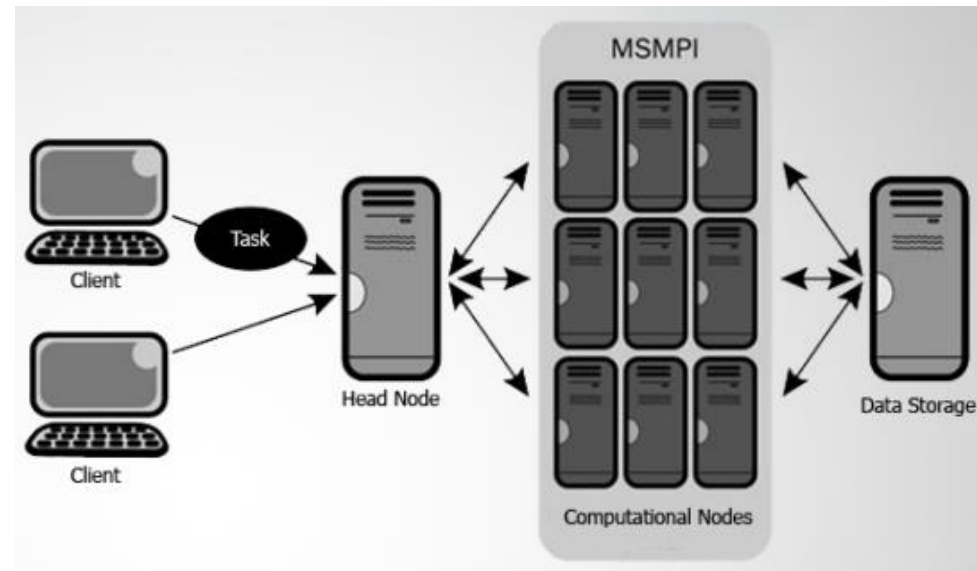 MSMPI
Task
Client
Head Node
Data Storage
Client
Computational Nodes